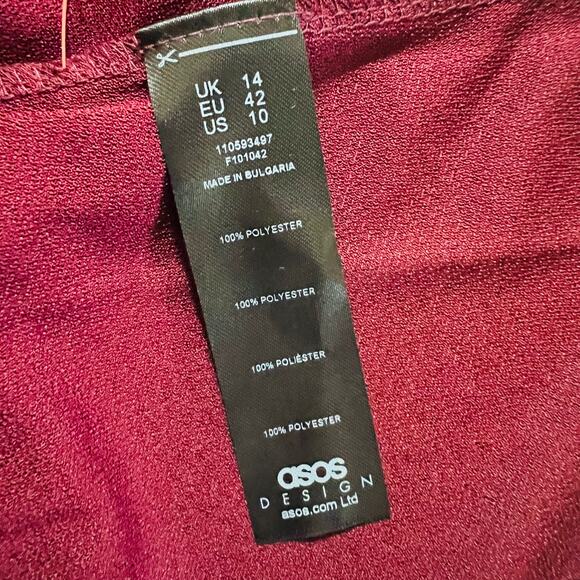 UK 14
EU 42
US 10
110593497
F101042
MADE IN BULGARIA
100% POLYESTER
100% POLYESTER
100% POLIÉSTER
100% POLYESTER
asos
DESIGN
asos.com Ltd